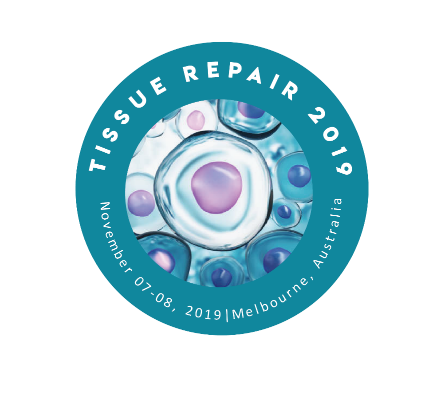 TISSUE REPAIR 2019
November 07-08, 2019|Melbourne, Australia